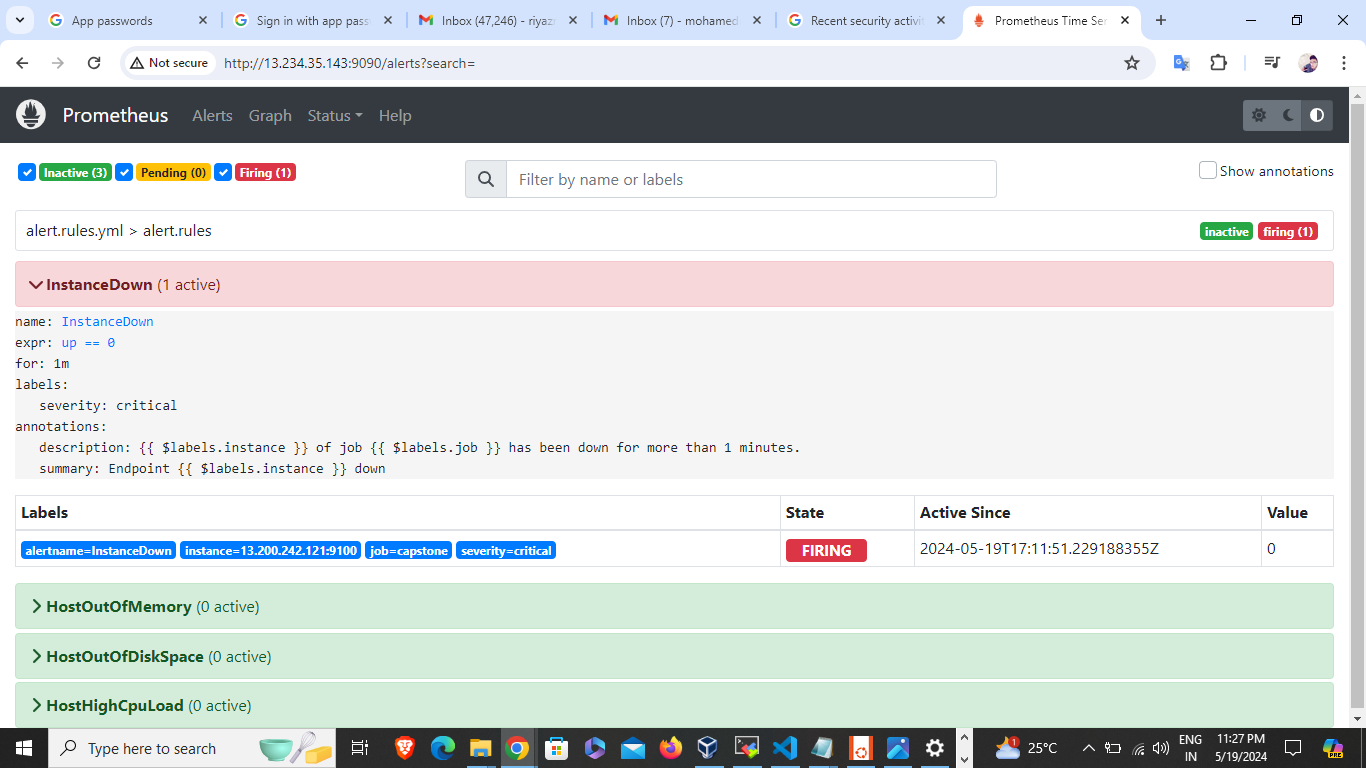 App passwords
Sign in with app pass
Inbox (47,246) - riyaz
Inbox (7) - mohamed
Recent security activi
Prometheus Time Ser
Not secure
http://13.234.35.143:9090/alerts?search=
Prometheus Alerts Graph Status Help
Inactive (3) Pending (0) Firing (1)
Filter by name or labels
Show annotations
alert.rules.yml > alert.rules
inactive firing (1)
InstanceDown (1 active)
name: InstanceDown
expr: up == 0
for: 1m
labels:
severity: critical
annotations:
description: {{ $labels.instance }} of job {{ $labels.job }} has been down for more than 1 minutes.
summary: Endpoint {{ $labels.instance }} down
Labels State Active Since Value
alertname=InstanceDown instance=13.200.242.121:9100 job=capstone severity=critical FIRING 2024-05-19T17:11:51.229188355Z 0
HostOutOfMemory (0 active)
HostOutOfDiskSpace (0 active)
HostHighCpuLoad (0 active)
Type here to search
1
25°C
ENG
IN
11:27 PM
5/19/2024
PRE